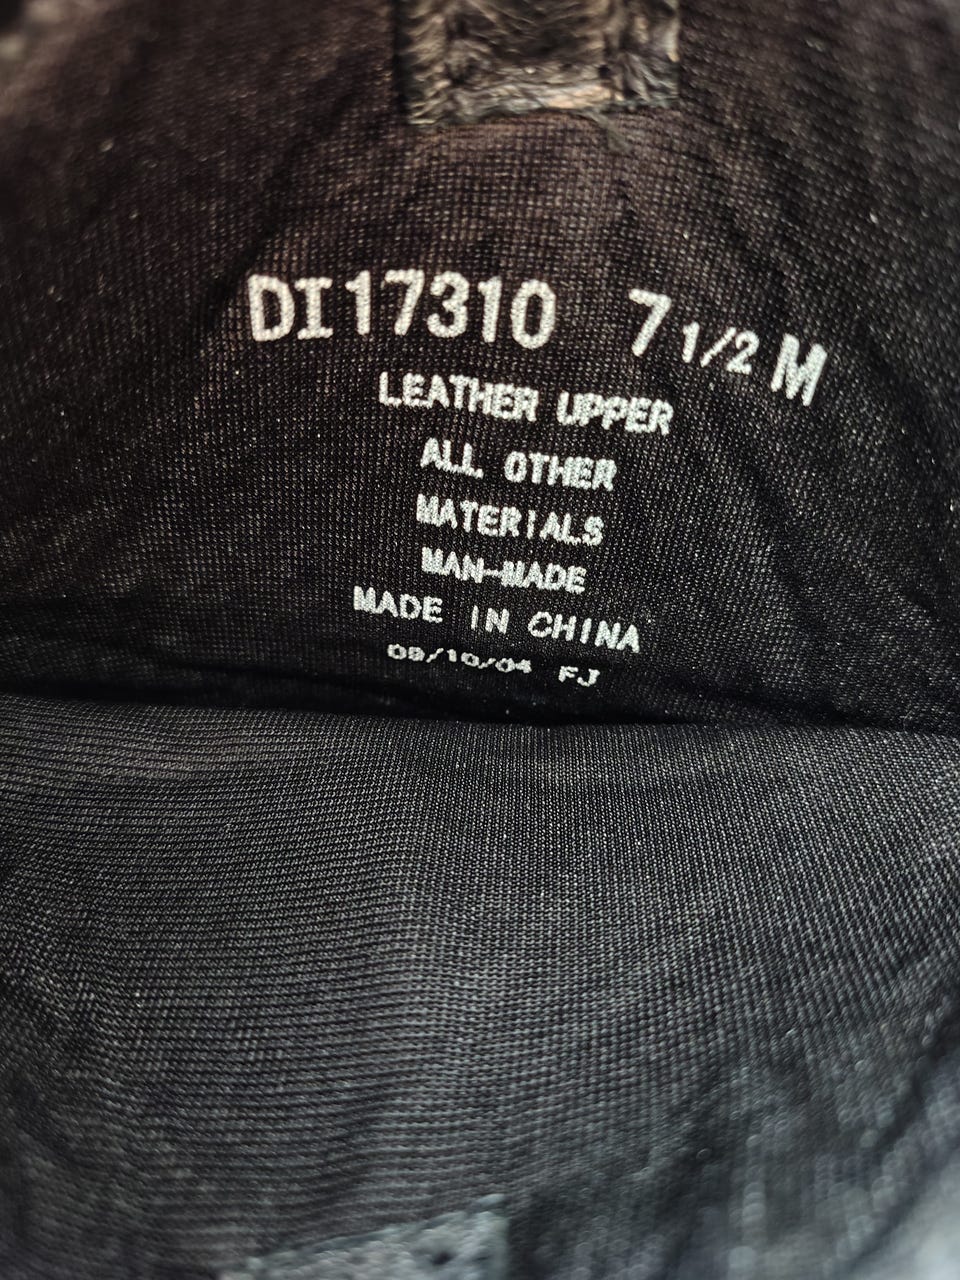 DI17310 7 1/2 M
LEATHER UPPER
ALL OTHER
MATERIALS
MAN-MADE
MADE IN CHINA
09/10/04 FJ